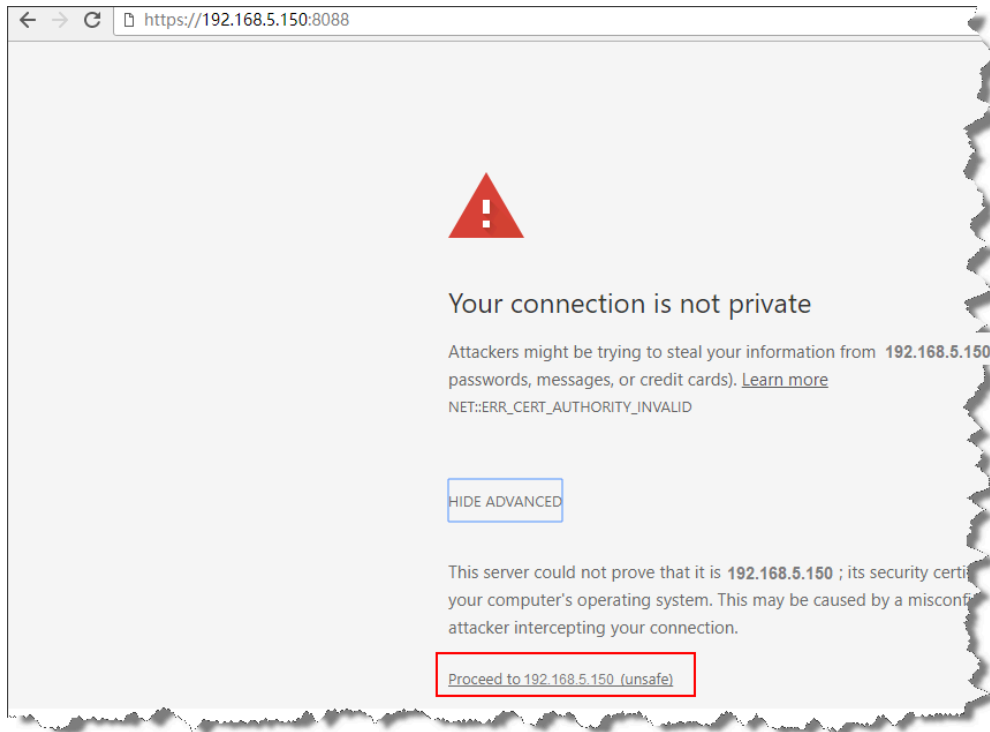 https://192.168.5.150:8088
Your connection is not private
Attackers might be trying to steal your information from 192.168.5.150
passwords, messages, or credit cards). Learn more
NET::ERR_CERT_AUTHORITY_INVALID
HIDE ADVANCED
This server could not prove that it is 192.168.5.150 ; its security
your computer's operating system. This may be caused by a
attacker intercepting your connection.
Proceed to 192.168.5.150 (unsafe)